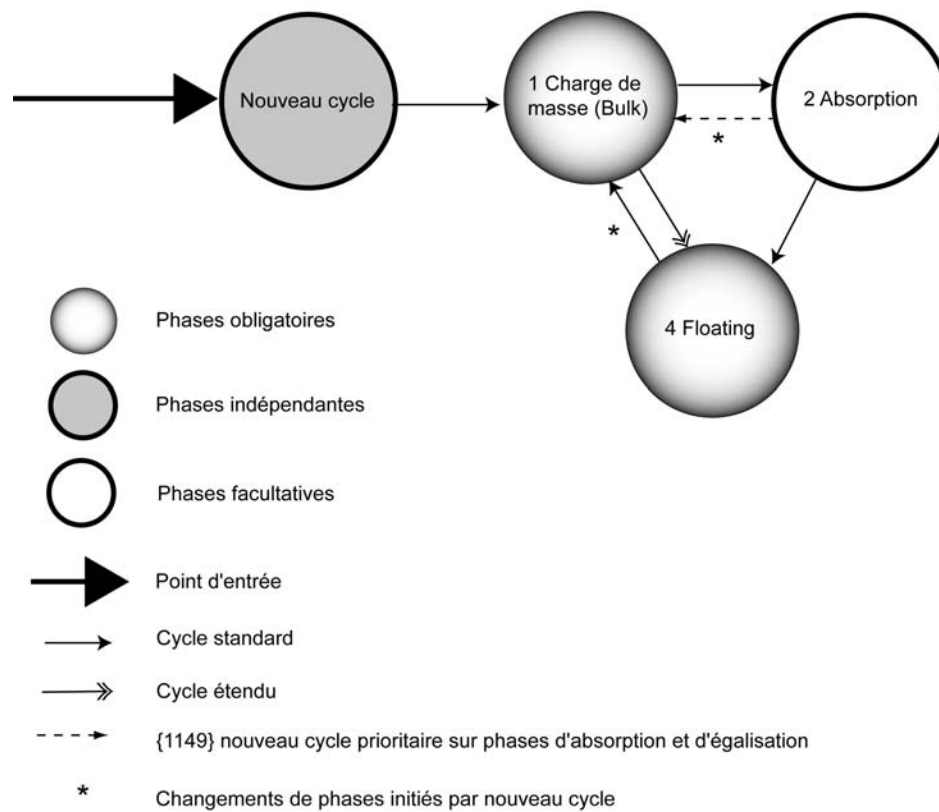 Nouveau cycle
1 Charge de
masse (Bulk)
2 Absorption
*
*
4 Floating
Phases obligatoires
Phases indépendantes
Phases facultatives
Point d'entrée
Cycle standard
Cycle étendu
{1149} nouveau cycle prioritaire sur phases d'absorption et d'égalisation
* Changements de phases initiés par nouveau cycle